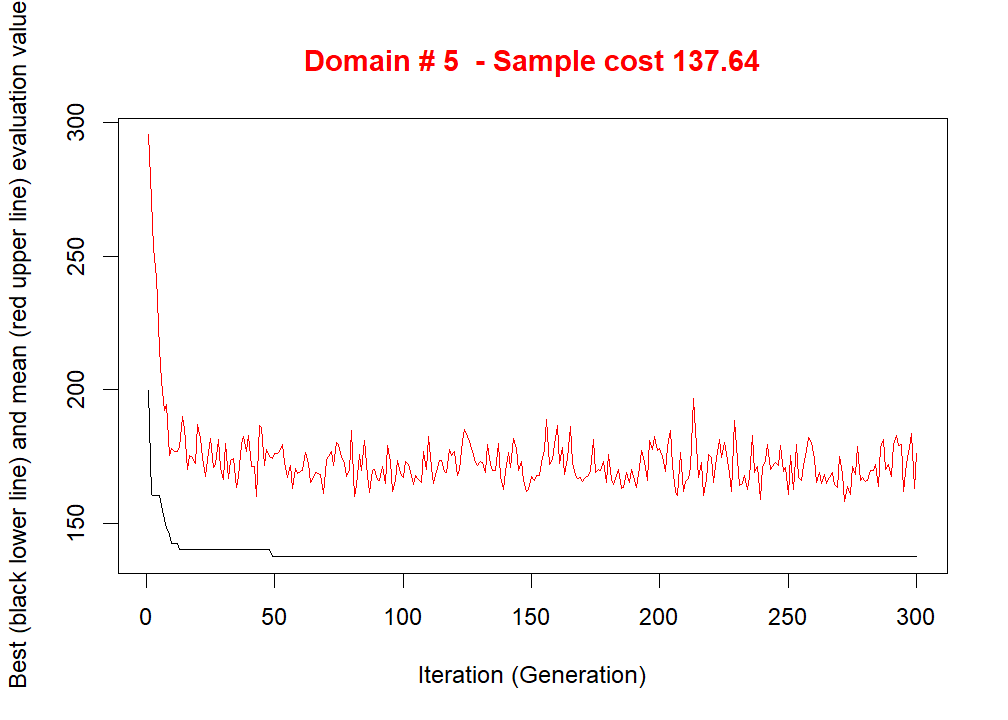 Domain # 5 - Sample cost 137.64
Best (black lower line) and mean (red upper line) evaluation value
300
250
200
150
0 50 100 150 200 250 300
Iteration (Generation)